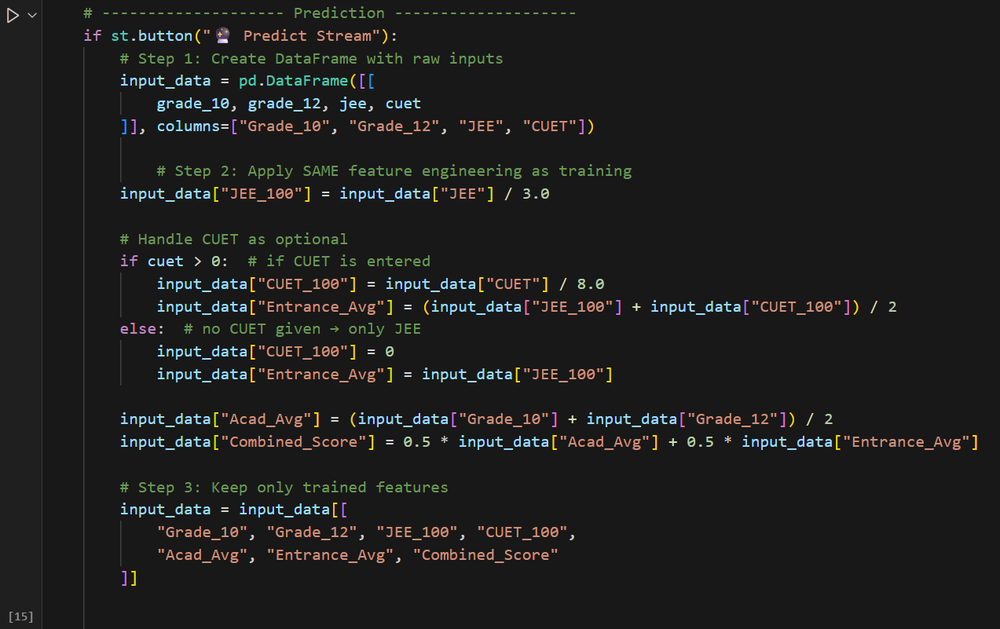 # -------------------- Prediction --------------------
if st.button("🔮 Predict Stream"):
    # Step 1: Create DataFrame with raw inputs
    input_data = pd.DataFrame([[
        grade_10, grade_12, jee, cuet
    ]], columns=["Grade_10", "Grade_12", "JEE", "CUET"])
        # Step 2: Apply SAME feature engineering as training
    input_data["JEE_100"] = input_data["JEE"] / 3.0
    # Handle CUET as optional
    if cuet > 0:  # if CUET is entered
        input_data["CUET_100"] = input_data["CUET"] / 8.0
        input_data["Entrance_Avg"] = (input_data["JEE_100"] + input_data["CUET_100"]) / 2
    else:  # no CUET given → only JEE
        input_data["CUET_100"] = 0
        input_data["Entrance_Avg"] = input_data["JEE_100"]
    input_data["Acad_Avg"] = (input_data["Grade_10"] + input_data["Grade_12"]) / 2
    input_data["Combined_Score"] = 0.5 * input_data["Acad_Avg"] + 0.5 * input_data["Entrance_Avg"]
    # Step 3: Keep only trained features
    input_data = input_data[[
        "Grade_10", "Grade_12", "JEE_100", "CUET_100",
        "Acad_Avg", "Entrance_Avg", "Combined_Score"
    ]]
[15]